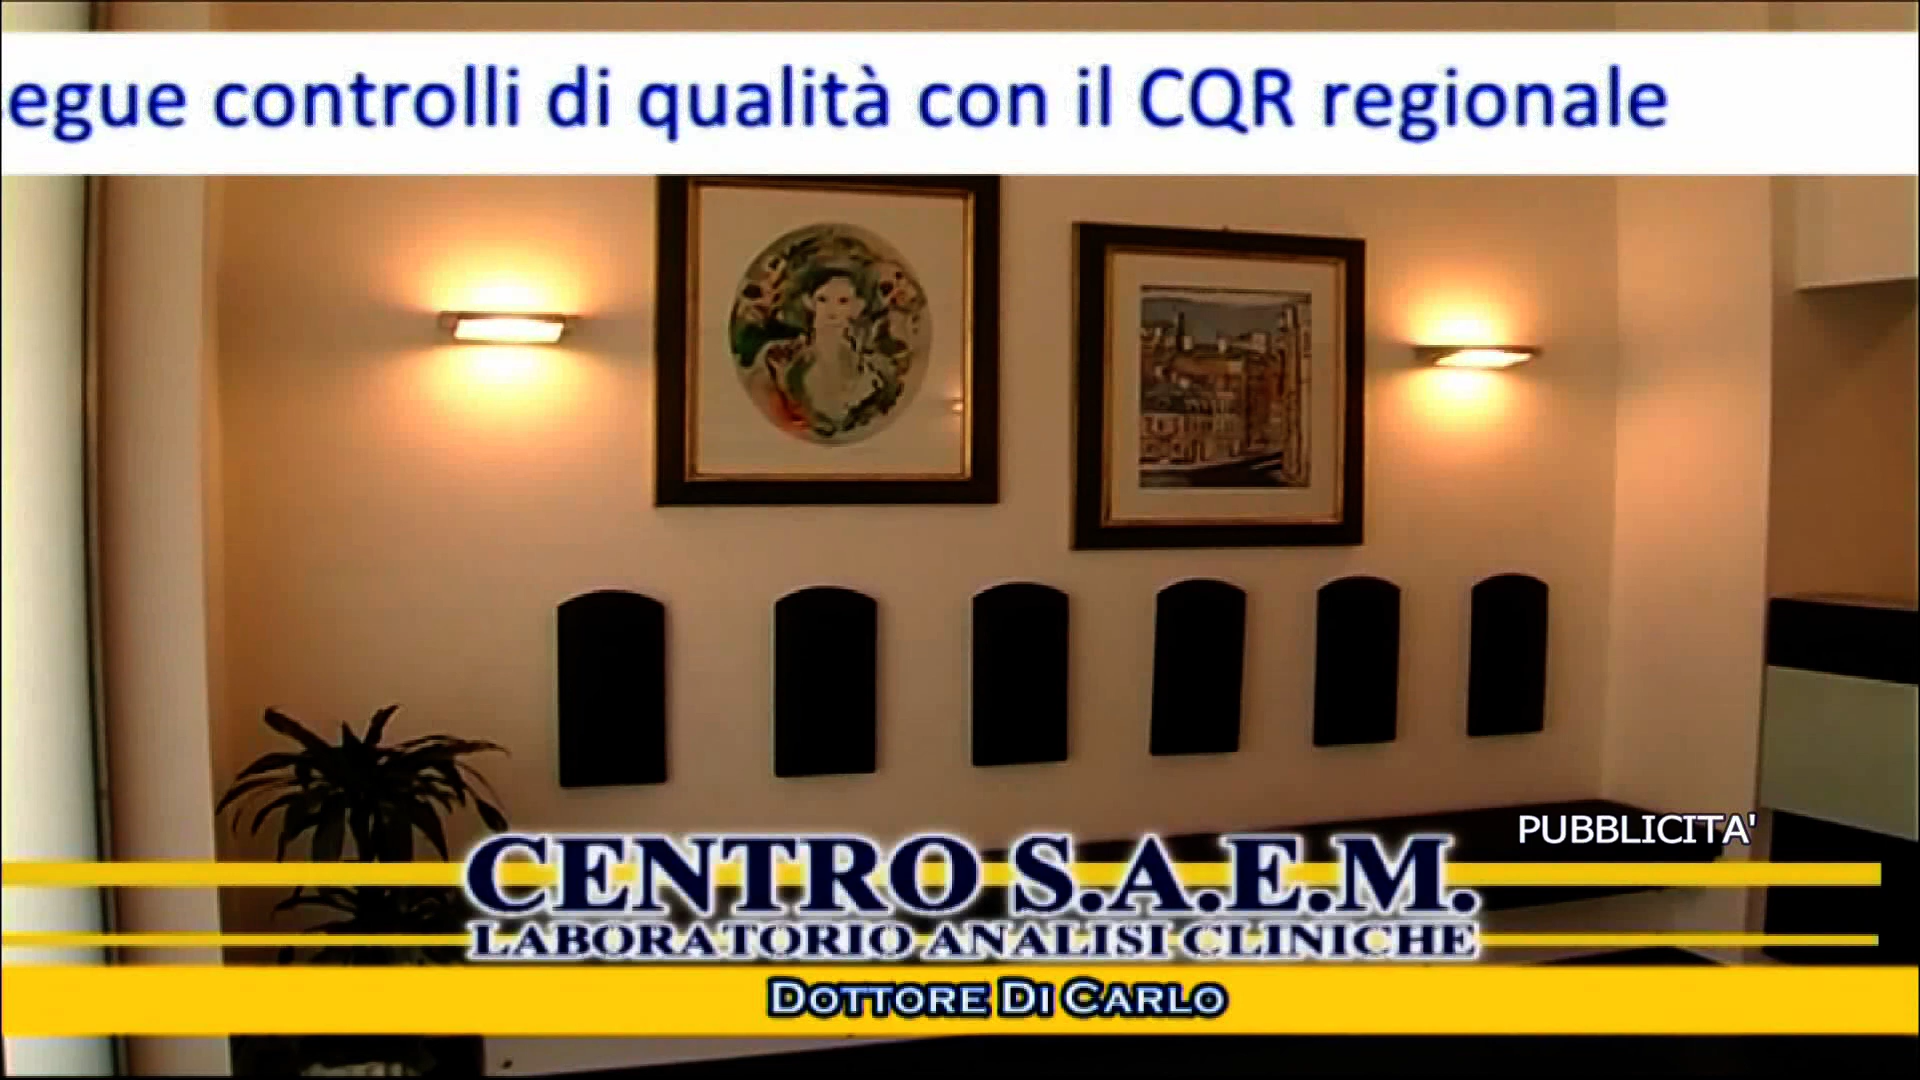 egue controlli di qualità con il CQR regionale
PUBBLICITA'
CENTRO S.A.E.M.
LABORATORIO ANALISI CLINICHE
DOTTORE DI CARLO